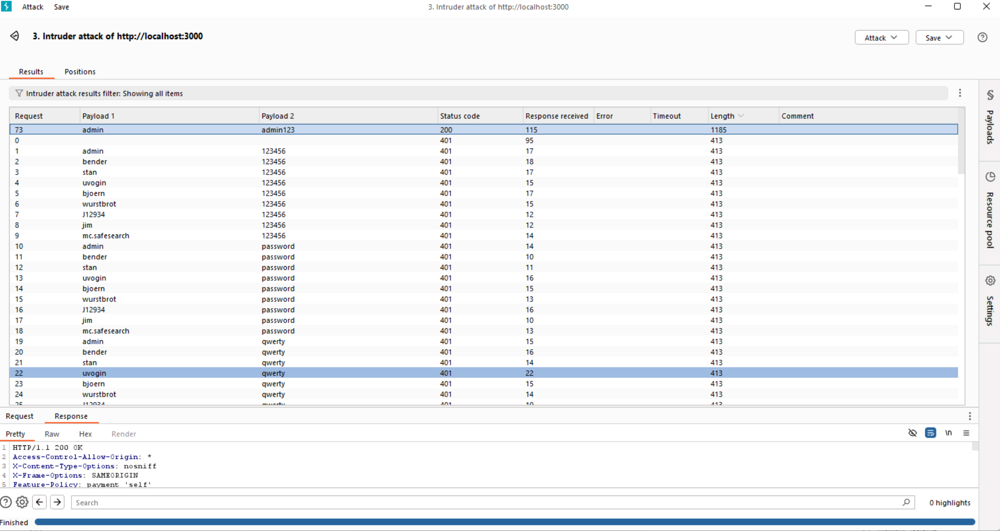 Attack Save 3. Intruder attack of http://localhost:3000
3. Intruder attack of http://localhost:3000 Attack Save
Results Positions
Intruder attack results filter: Showing all items
Request Payload 1 Payload 2 Status code Response received Error Timeout Length Comment
73 admin admin123 200 115 1185
0 401 95 413
1 admin 123456 401 17 413
2 bender 123456 401 18 413
3 stan 123456 401 17 413
4 uvogin 123456 401 15 413
5 bjoern 123456 401 17 413
6 wurstbrot 123456 401 15 413
7 J12934 123456 401 12 413
8 jim 123456 401 12 413
9 mc.safesearch 123456 401 14 413
10 admin password 401 14 413
11 bender password 401 10 413
12 stan password 401 11 413
13 uvogin password 401 16 413
14 bjoern password 401 15 413
15 wurstbrot password 401 13 413
16 J12934 password 401 16 413
17 jim password 401 10 413
18 mc.safesearch password 401 13 413
19 admin qwerty 401 15 413
20 bender qwerty 401 16 413
21 stan qwerty 401 14 413
22 uvogin qwerty 401 22 413
23 bjoern qwerty 401 15 413
24 wurstbrot qwerty 401 14 413
25 J12934 qwerty 401 10 413
Payloads
Resource pool
Settings
Request Response
Pretty Raw Hex Render \n
1 HTTP/1.1 200 OK
2 Access-Control-Allow-Origin: *
3 X-Content-Type-Options: nosniff
4 X-Frame-Options: SAMEORIGIN
5 Feature-Policy: payment 'self'
Search 0 highlights
Finished